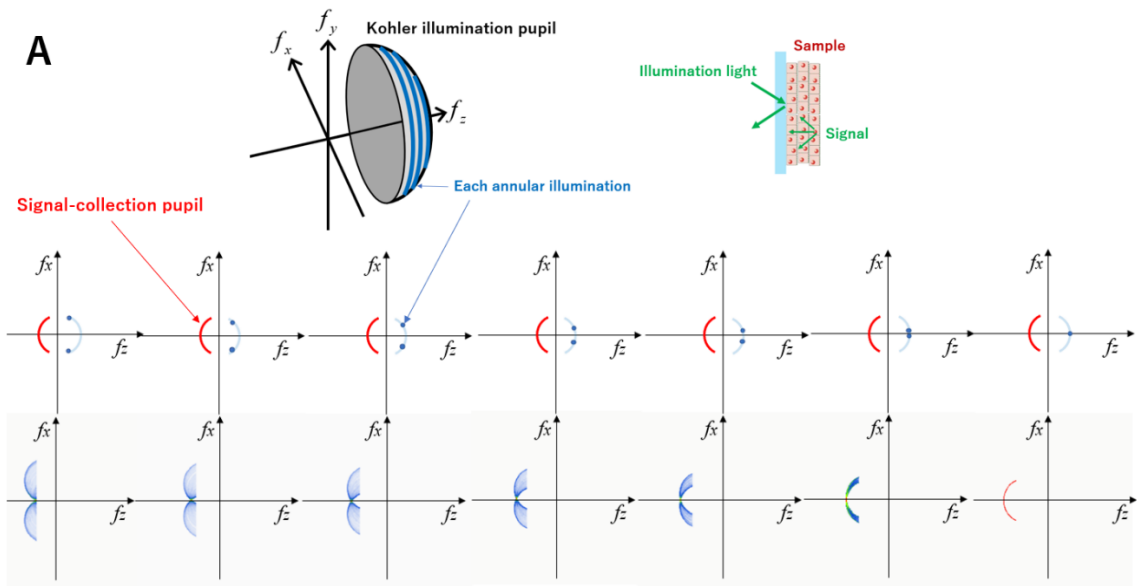 A
fy
fx
Kohler illumination pupil
fz
Sample
Illumination light
Signal
Each annular illumination
Signal-collection pupil
fx fx fx fx fx fx fx
fz fz fz fz fz fz fz
fx fx fx fx fx fx fx
fz fz fz fz fz fz fz